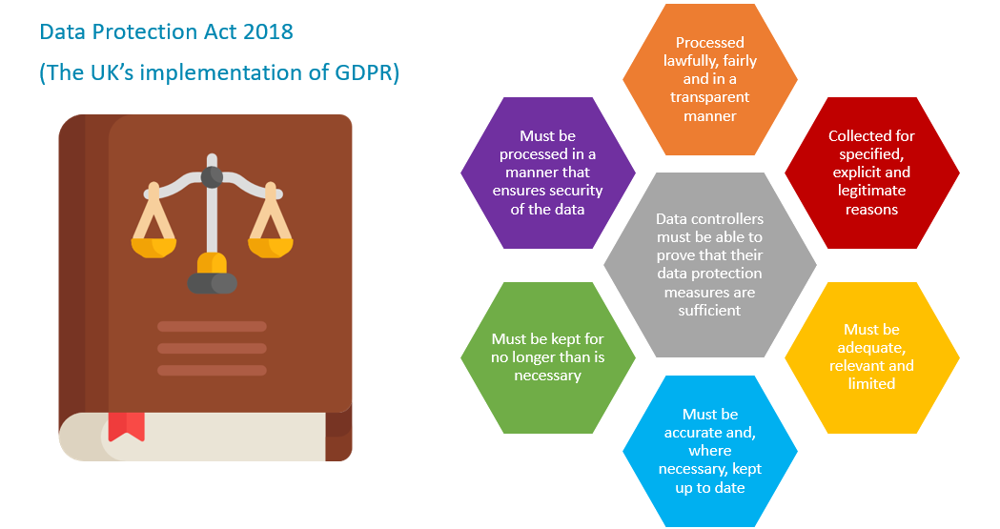 Data Protection Act 2018
(The UK’s implementation of GDPR)
Processed
lawfully, fairly
and in a
transparent
manner
Collected for
specified,
explicit and
legitimate
reasons
Must be
adequate,
relevant and
limited
Must be
accurate and,
where
necessary, kept
up to date
Must be kept for
no longer than is
necessary
Must be
processed in a
manner that
ensures security
of the data
Data controllers
must be able to
prove that their
data protection
measures are
sufficient